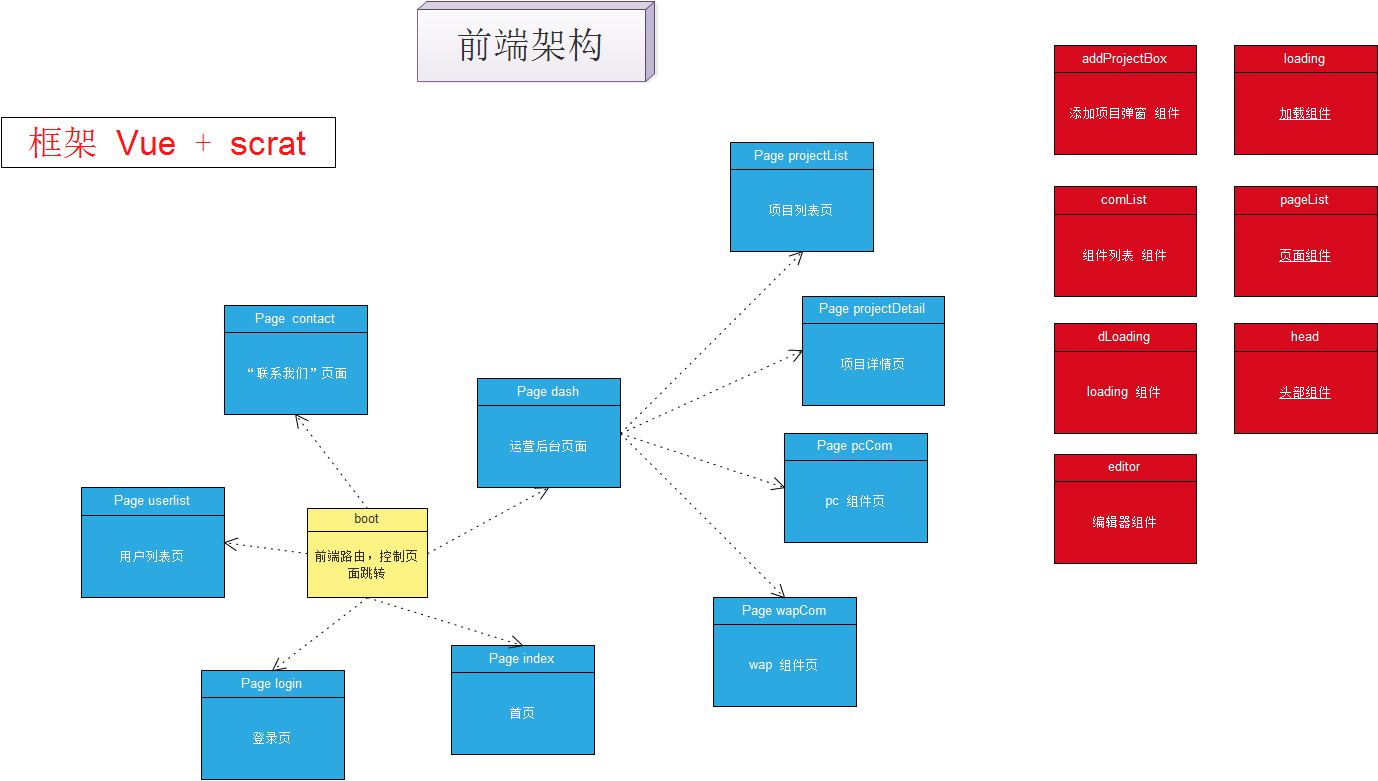 前端架构
框架 Vue + scrat
addProjectBox
添加项目弹窗 组件
loading
加载组件
comList
组件列表 组件
pageList
页面组件
dLoading
loading 组件
head
头部组件
editor
编辑器组件
Page projectList
项目列表页
Page projectDetail
项目详情页
Page contact
“联系我们”页面
Page dash
运营后台页面
Page pcCom
pc 组件页
Page userlist
用户列表页
boot
前端路由，控制页
面跳转
Page wapCom
wap 组件页
Page index
首页
Page login
登录页